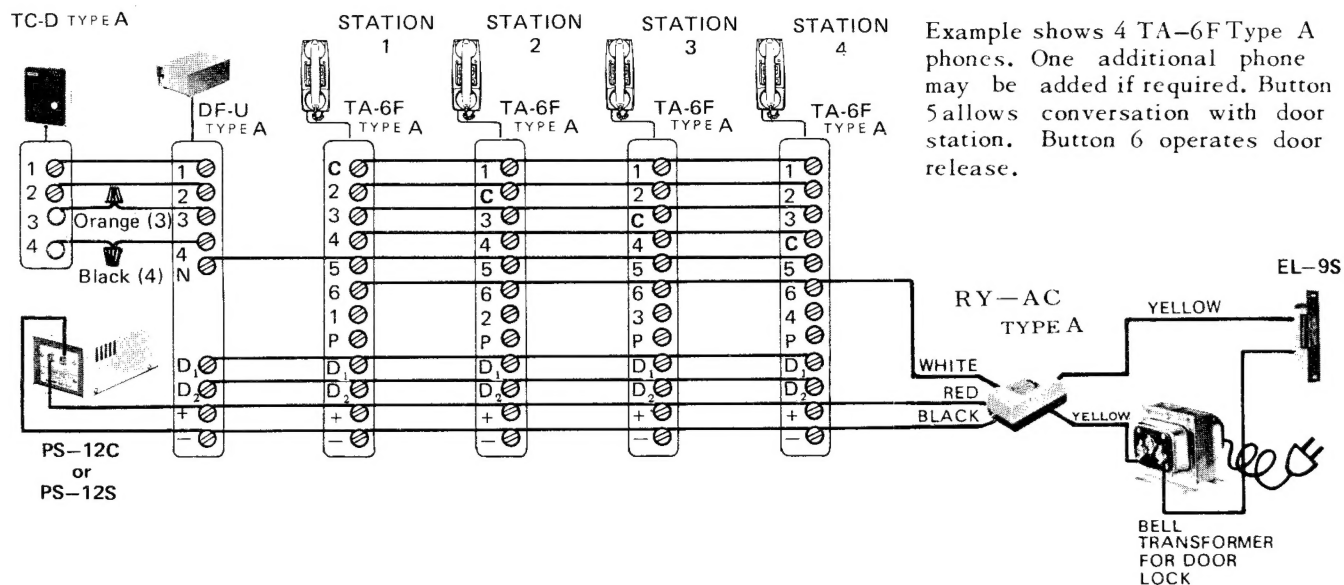 TC-D TYPE A
DF-U
TYPE A
STATION
1
TA-6F
TYPE A
STATION
2
TA-6F
TYPE A
STATION
3
TA-6F
TYPE A
STATION
4
TA-6F
TYPE A
Example shows 4 TA-6F Type A
phones. One additional phone
may be added if required. Button
5 allows conversation with door
station. Button 6 operates door
release.
1
2
3
4
Orange (3)
Black (4)
1
2
3
4
N
D1
D2
+
−
C
2
3
4
5
6
1
P
D1
D2
+
−
1
C
3
4
5
6
2
P
D1
D2
+
−
1
2
C
4
5
6
3
P
D1
D2
+
−
1
2
3
C
5
6
4
P
D1
D2
+
−
PS-12C
or
PS-12S
WHITE
RED
BLACK
RY-AC
TYPE A
YELLOW
YELLOW
EL-9S
BELL
TRANSFORMER
FOR DOOR
LOCK